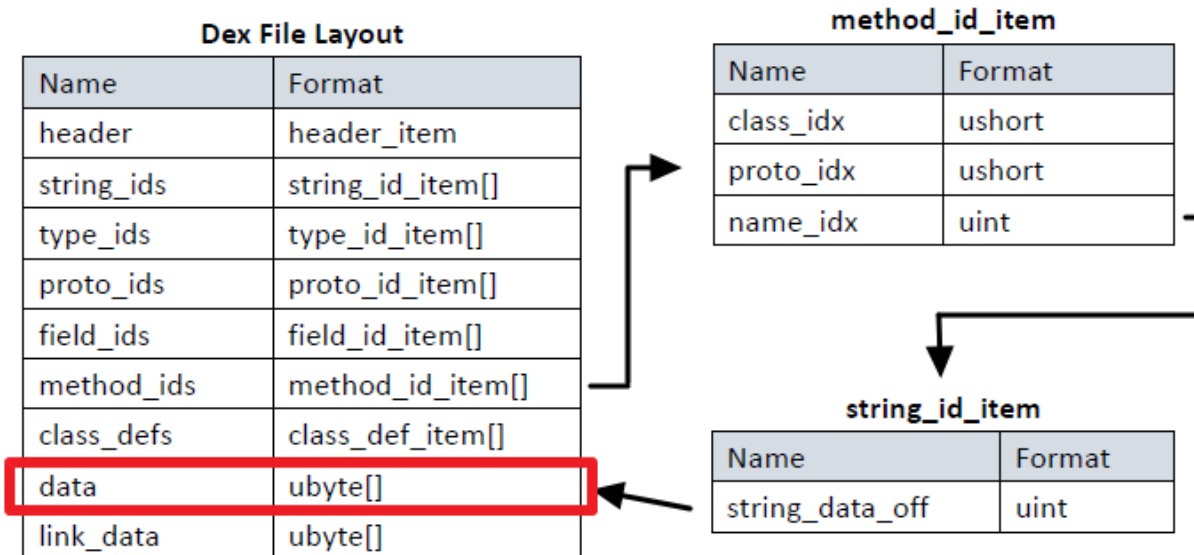 Dex File Layout
Name Format
header header_item
string_ids string_id_item[]
type_ids type_id_item[]
proto_ids proto_id_item[]
field_ids field_id_item[]
method_ids method_id_item[]
class_defs class_def_item[]
data ubyte[]
link_data ubyte[]
method_id_item
Name Format
class_idx ushort
proto_idx ushort
name_idx uint
string_id_item
Name Format
string_data_off uint